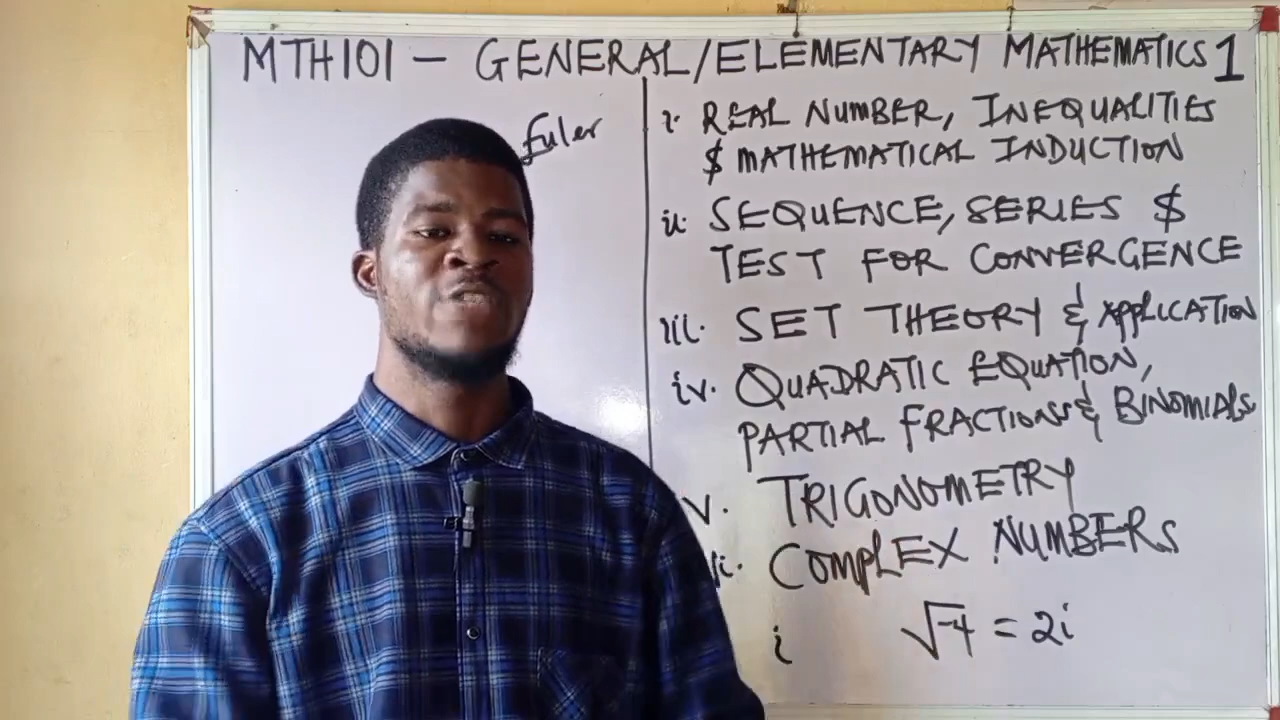 MTH101 — GENERAL/ELEMENTARY MATHEMATICS 1
Euler
i. REAL NUMBER, INEQUALITIES
$ MATHEMATICAL INDUCTION
ii SEQUENCE, SERIES $
TEST FOR CONVERGENCE
iii. SET THEORY & APPLICATION
iv. QUADRATIC EQUATION,
PARTIAL FRACTIONS & BINOMIALS
v. TRIGONOMETRY
i. COMPLEX NUMBERS
i √-4 = 2i